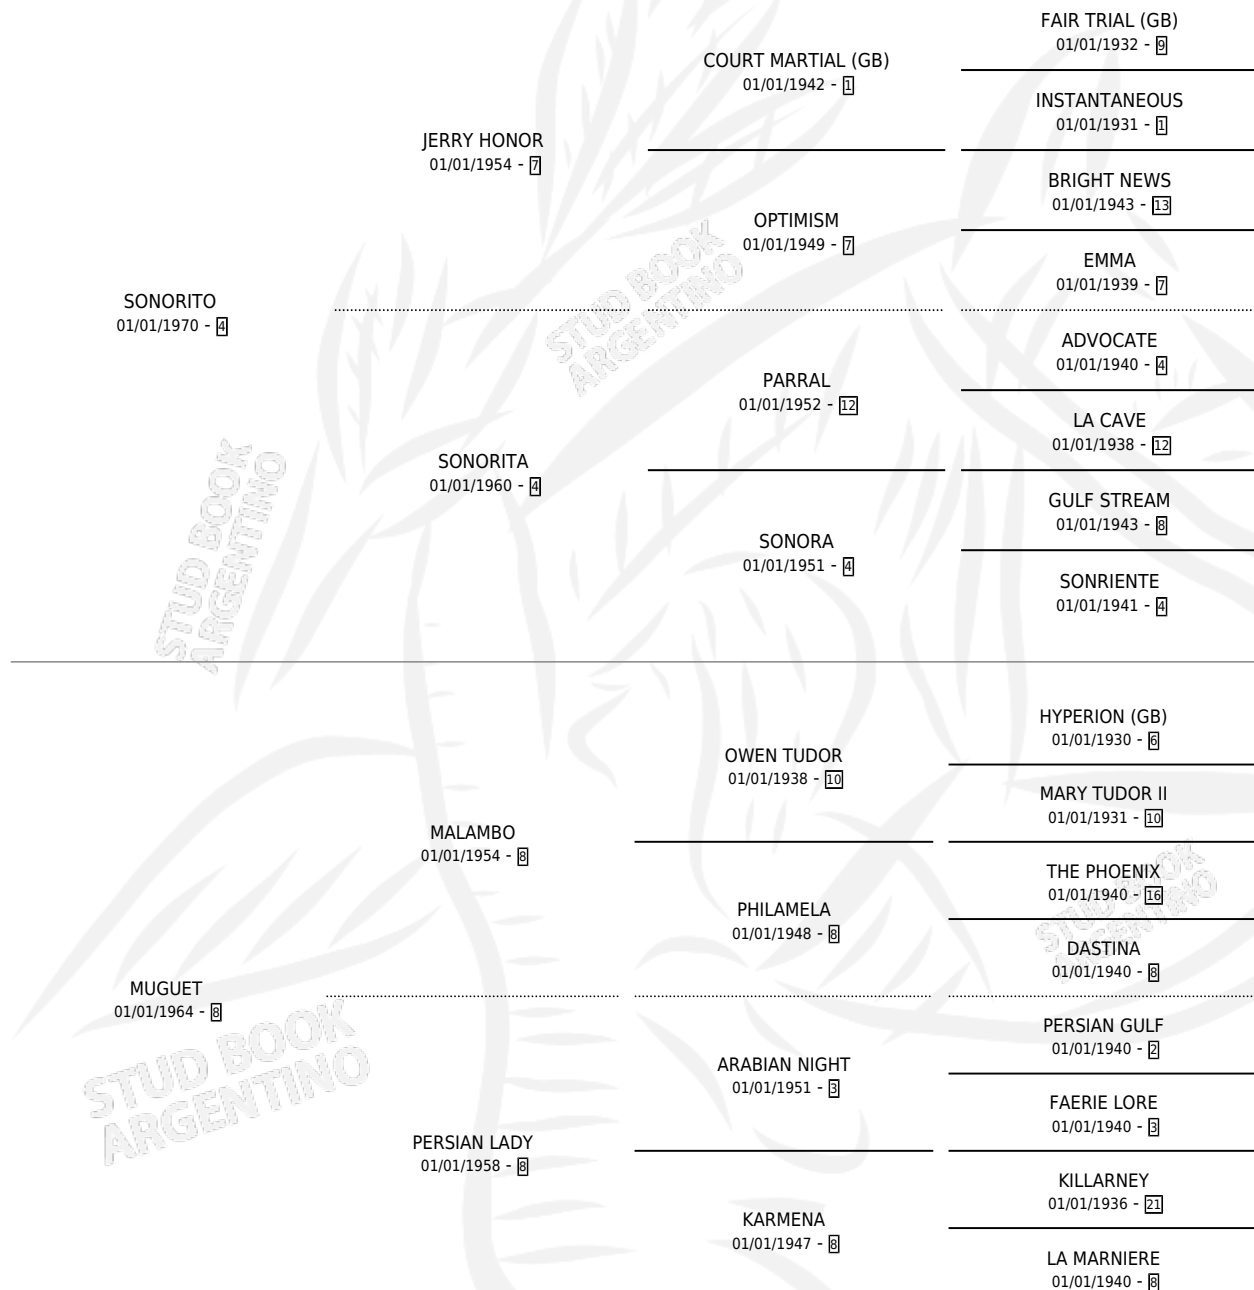 FAIR TRIAL (GB)
01/01/1932 - 9
COURT MARTIAL (GB)
01/01/1942 - 1
INSTANTANEOUS
01/01/1931 - 1
JERRY HONOR
01/01/1954 - 7
BRIGHT NEWS
01/01/1943 - 13
OPTIMISM
01/01/1949 - 7
EMMA
01/01/1939 - 7
SONORITO
01/01/1970 - 4
STUD BOOK
ARGENTINO
ADVOCATE
01/01/1940 - 4
PARRAL
01/01/1952 - 12
LA CAVE
01/01/1938 - 12
SONORITA
01/01/1960 - 4
GULF STREAM
01/01/1943 - 8
SONORA
01/01/1951 - 4
SONRIENTE
01/01/1941 - 4
STUD BOOK
ARGENTINO
HYPERION (GB)
01/01/1930 - 6
OWEN TUDOR
01/01/1938 - 10
MARY TUDOR II
01/01/1931 - 10
MALAMBO
01/01/1954 - 8
THE PHOENIX
01/01/1940 - 16
PHILAMELA
01/01/1948 - 8
STUD BOOK
ARGENTINO
DASTINA
01/01/1940 - 8
MUGUET
01/01/1964 - 8
STUD BOOK
ARGENTINO
PERSIAN GULF
01/01/1940 - 2
ARABIAN NIGHT
01/01/1951 - 3
FAERIE LORE
01/01/1940 - 3
PERSIAN LADY
01/01/1958 - 8
KILLARNEY
01/01/1936 - 21
KARMENA
01/01/1947 - 8
LA MARNIERE
01/01/1940 - 8